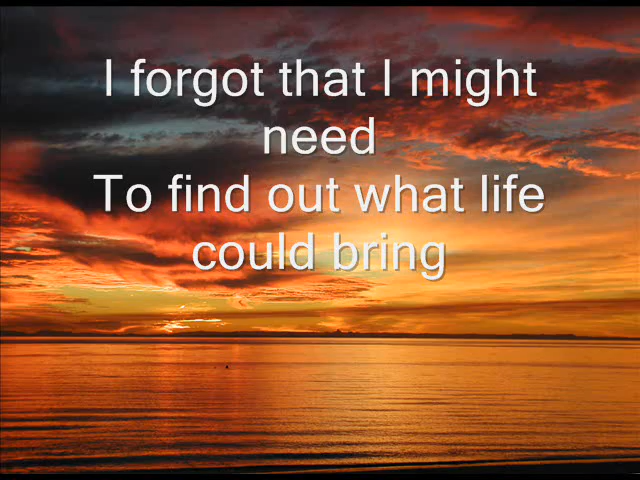 I forgot that I might
need
To find out what life
could bring